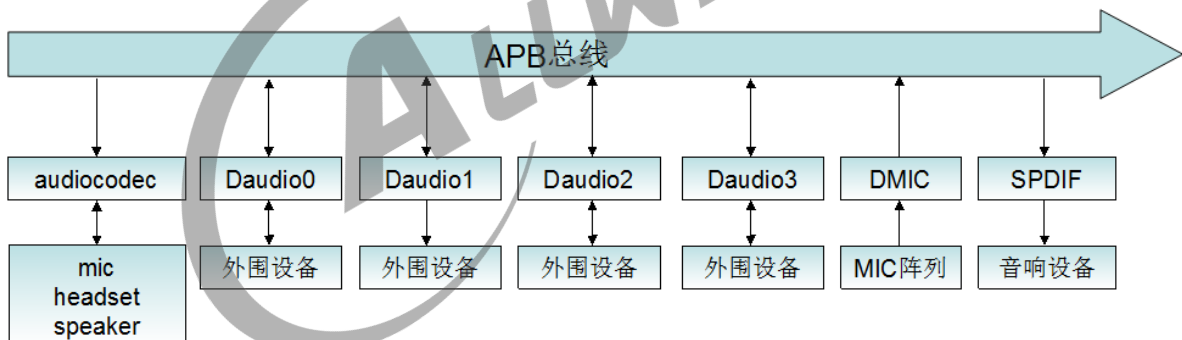 APB总线
audiocodec
Daudio0
Daudio1
Daudio2
Daudio3
DMIC
SPDIF
mic
headset
speaker
外围设备
外围设备
外围设备
外围设备
MIC阵列
音响设备